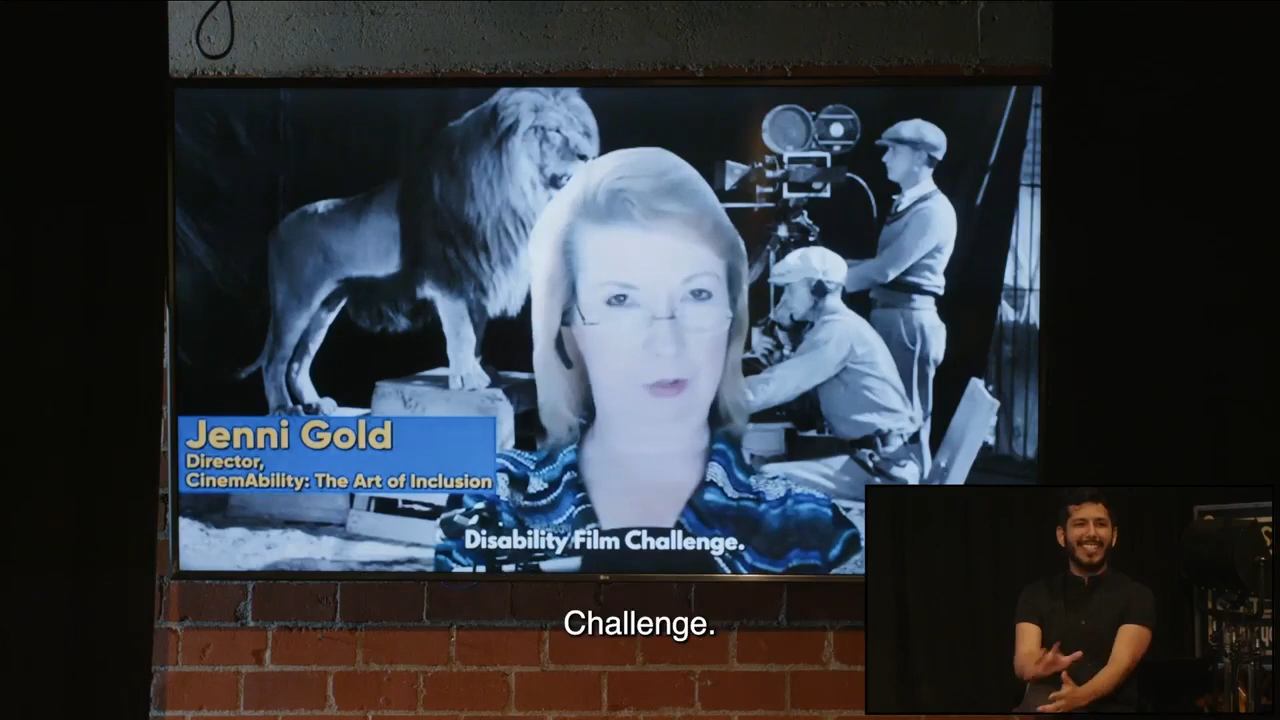 Jenni Gold
Director,
CinemAbility: The Art of Inclusion
Disability Film Challenge.
Challenge.